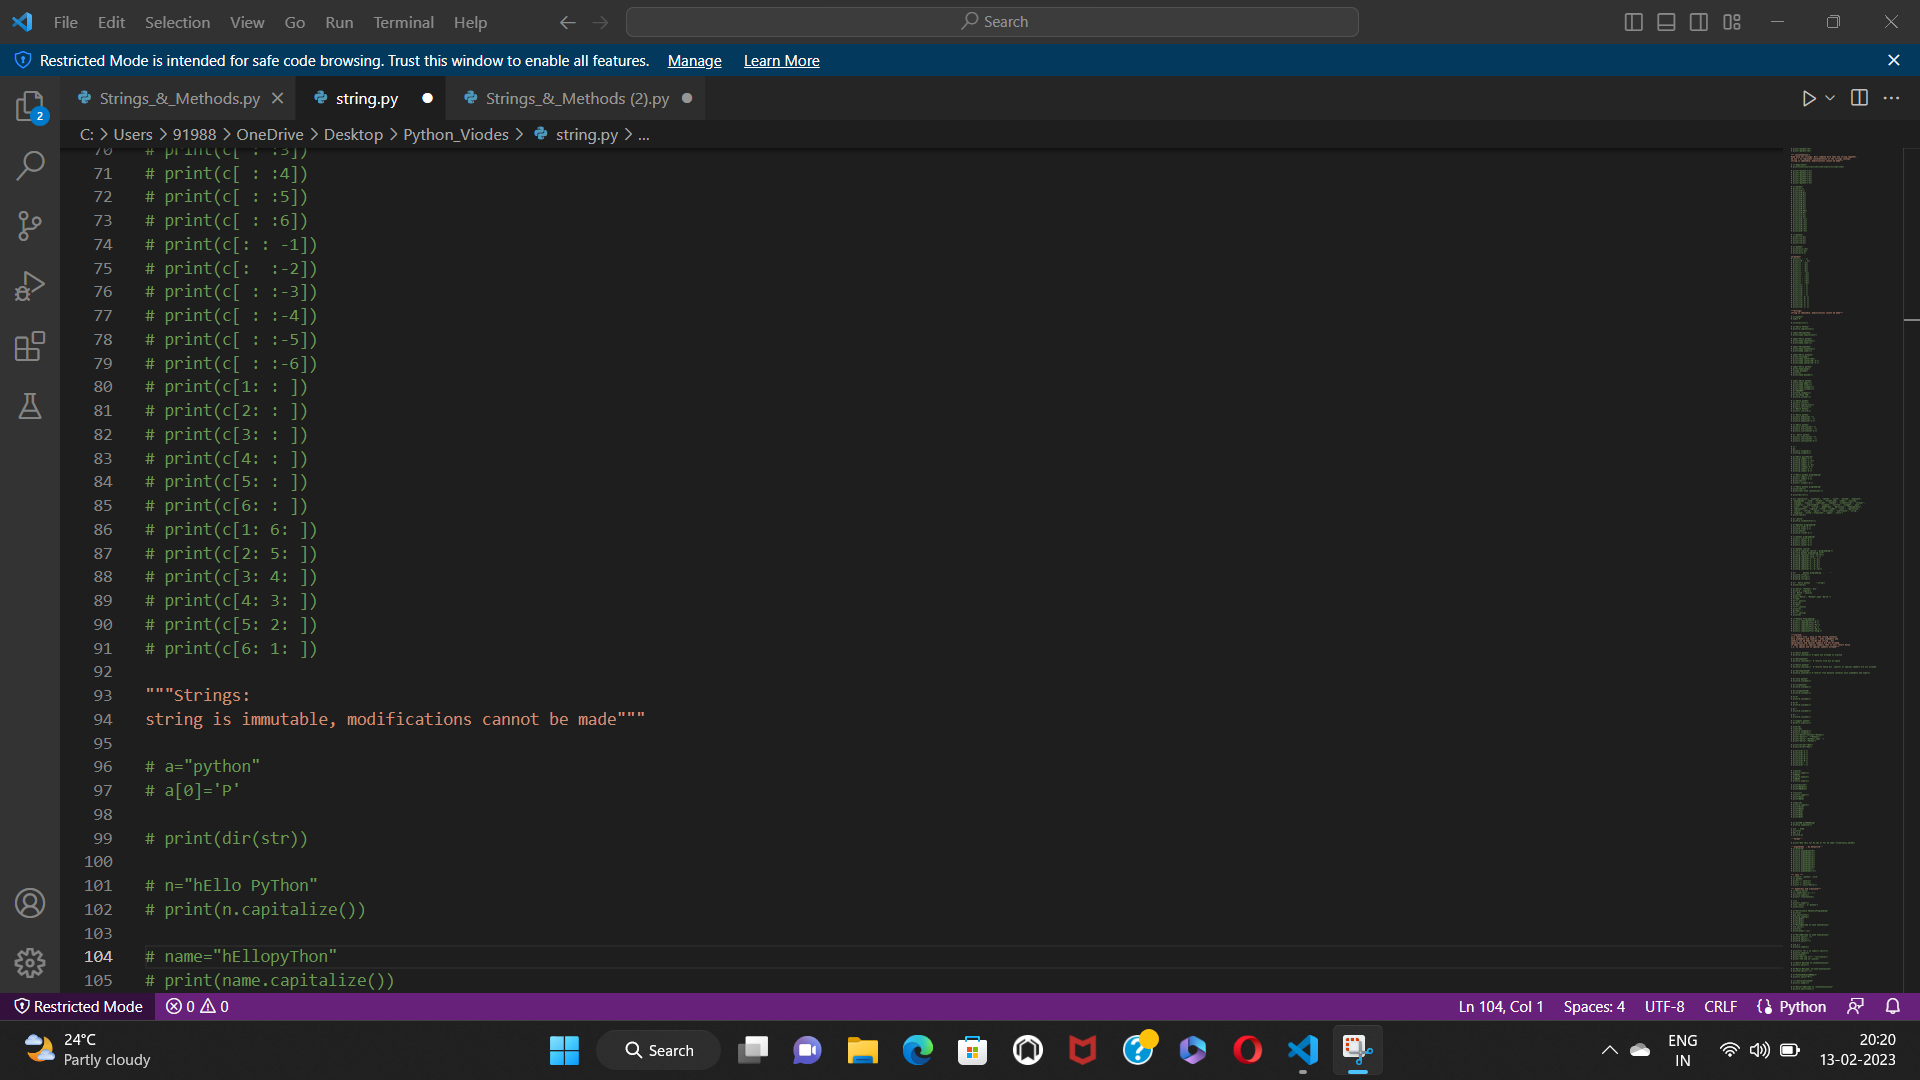 File Edit Selection View Go Run Terminal Help
Search
Restricted Mode is intended for safe code browsing. Trust this window to enable all features. Manage Learn More
Strings_&_Methods.py string.py Strings_&_Methods (2).py
C: > Users > 91988 > OneDrive > Desktop > Python_Viodes > string.py > ...
70 # print(c[ : :3])
71 # print(c[ : :4])
72 # print(c[ : :5])
73 # print(c[ : :6])
74 # print(c[: : -1])
75 # print(c[:  :-2])
76 # print(c[ : :-3])
77 # print(c[ : :-4])
78 # print(c[ : :-5])
79 # print(c[ : :-6])
80 # print(c[1: : ])
81 # print(c[2: : ])
82 # print(c[3: : ])
83 # print(c[4: : ])
84 # print(c[5: : ])
85 # print(c[6: : ])
86 # print(c[1: 6: ])
87 # print(c[2: 5: ])
88 # print(c[3: 4: ])
89 # print(c[4: 3: ])
90 # print(c[5: 2: ])
91 # print(c[6: 1: ])
92
93 """Strings:
94 string is immutable, modifications cannot be made"""
95
96 # a="python"
97 # a[0]='P'
98
99 # print(dir(str))
100
101 # n="hEllo PyThon"
102 # print(n.capitalize())
103
104 # name="hEllopyThon"
105 # print(name.capitalize())
2
Restricted Mode 0 0 Ln 104, Col 1 Spaces: 4 UTF-8 CRLF Python
24°C
Partly cloudy
Search
ENG
IN
20:20
13-02-2023